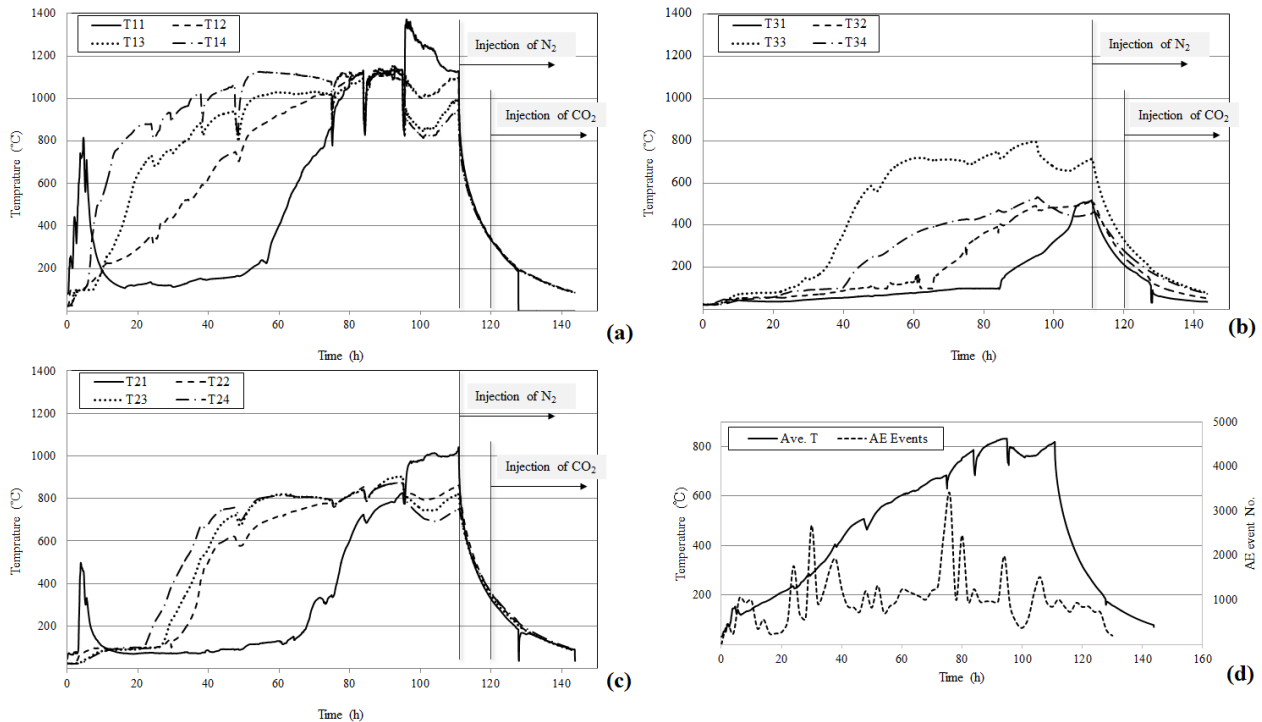 T11 T12
T13 T14
1400
1200
1000
800
600
400
200
Temprature (℃)
0 20 40 60 80 100 120 140
Time (h)
Injection of N2
Injection of CO2
(a)
T31 T32
T33 T34
1400
1200
1000
800
600
400
200
Temprature (℃)
0 20 40 60 80 100 120 140
Time (h)
Injection of N2
Injection of CO2
(b)
T21 T22
T23 T24
1400
1200
1000
800
600
400
200
Temprature (℃)
0 20 40 60 80 100 120 140
Time (h)
Injection of N2
Injection of CO2
(c)
Ave. T AE Events
800
600
400
200
0
Temperature (℃)
5000
4000
3000
2000
1000
0
AE event No.
0 20 40 60 80 100 120 140 160
Time (h)
(d)